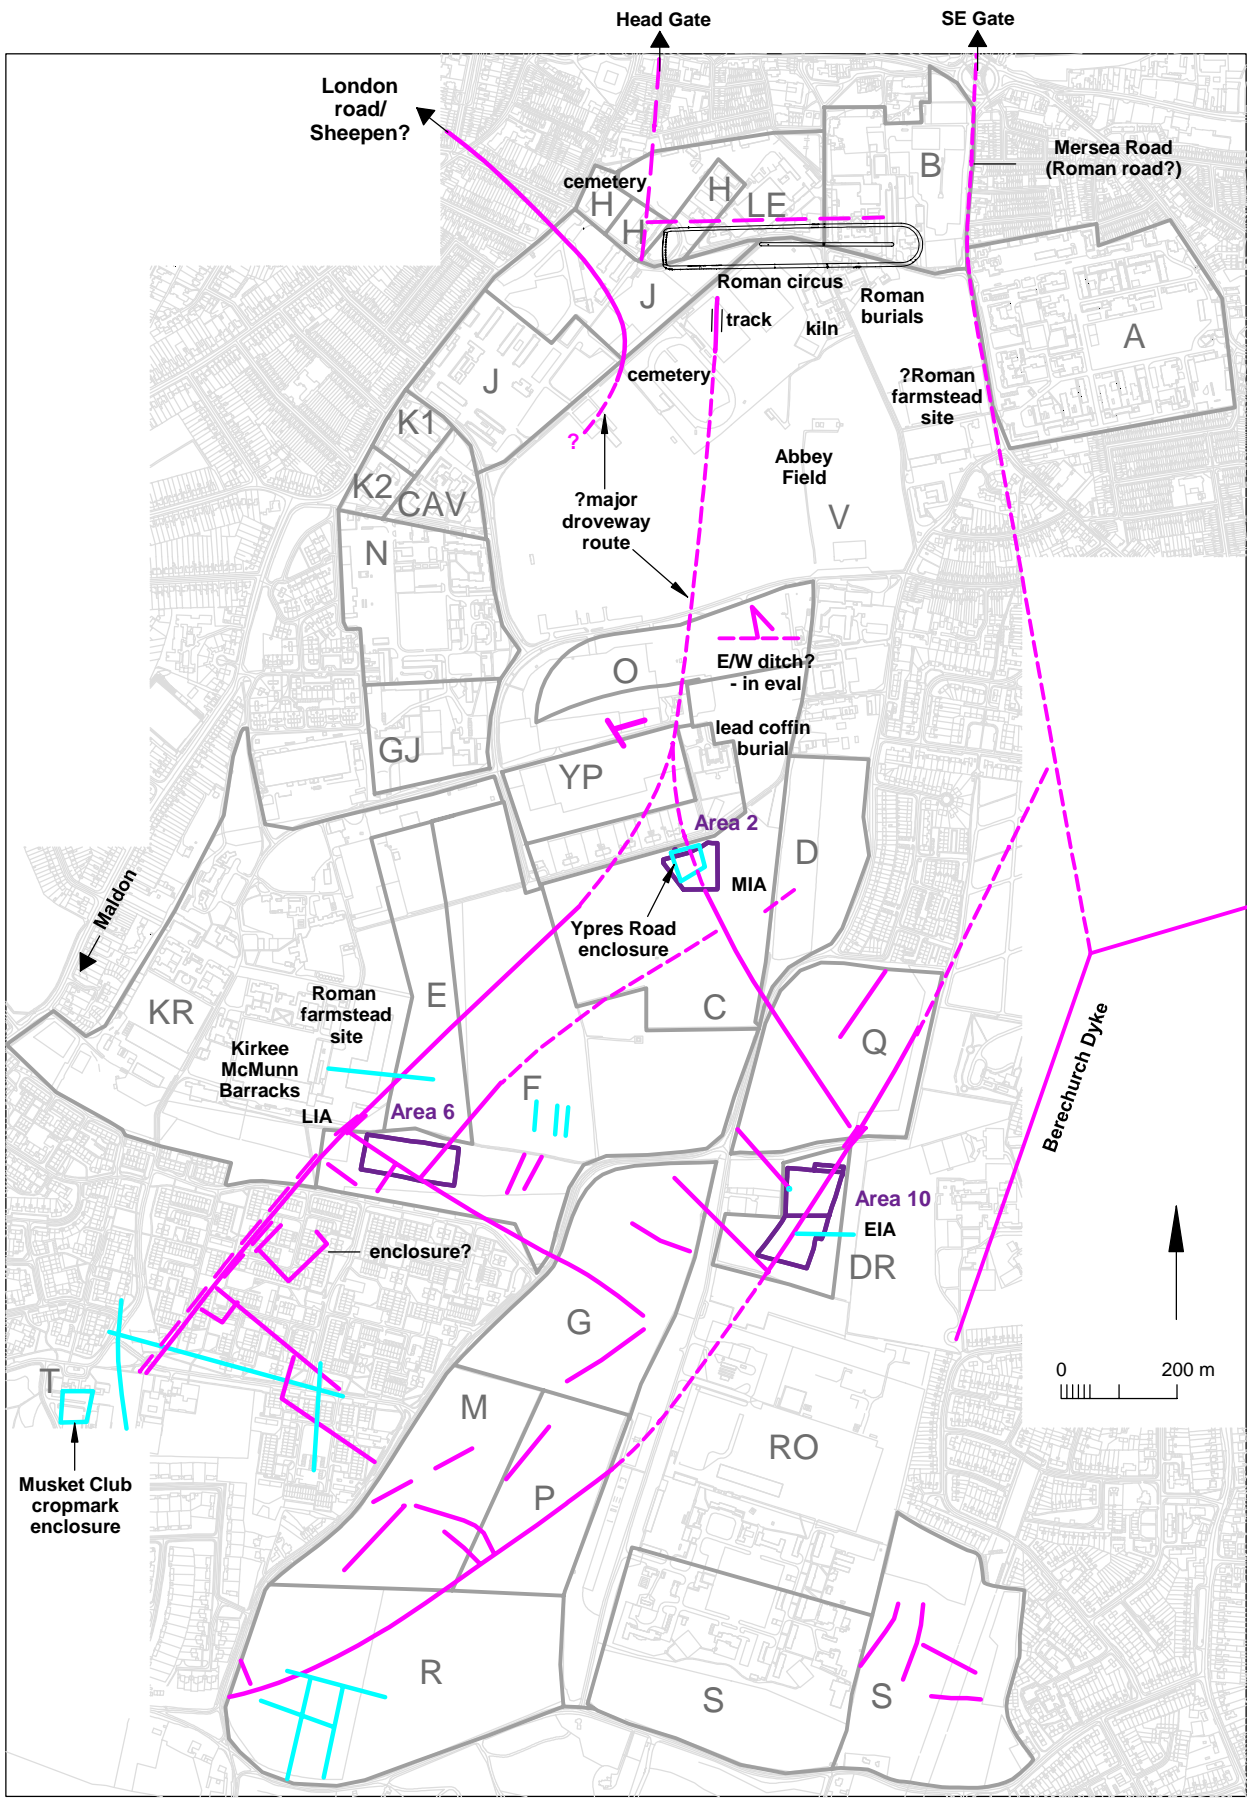 Head Gate
SE Gate
London
road/
Sheepen?
Mersea Road
(Roman road?)
B
cemetery
H
H
LE
H
Roman circus
J
Roman
burials
track
kiln
A
cemetery
J
?Roman
farmstead
site
K1
?
Abbey
Field
K2
CAV
?major
droveway
route
V
N
O
E/W ditch?
- in eval
lead coffin
burial
GJ
YP
Area 2
D
MIA
Maldon
Ypres Road
enclosure
Roman
farmstead
site
E
KR
C
Q
Kirkee
McMunn
Barracks
Berechurch Dyke
F
LIA
Area 6
Area 10
EIA
enclosure?
DR
G
0
200 m
T
M
RO
Musket Club
cropmark
enclosure
P
R
S
S